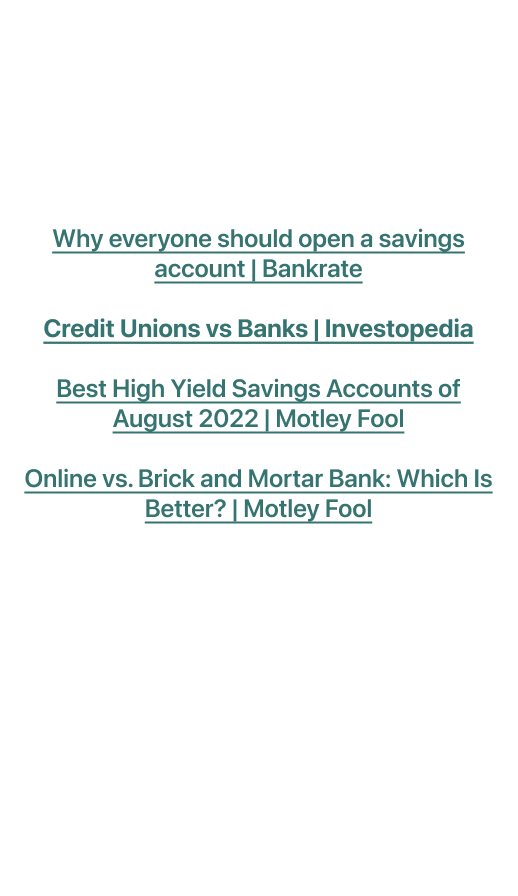 Why everyone should open a savings
account | Bankrate
Credit Unions vs Banks | Investopedia
Best High Yield Savings Accounts of
August 2022 | Motley Fool
Online vs. Brick and Mortar Bank: Which Is
Better? | Motley Fool